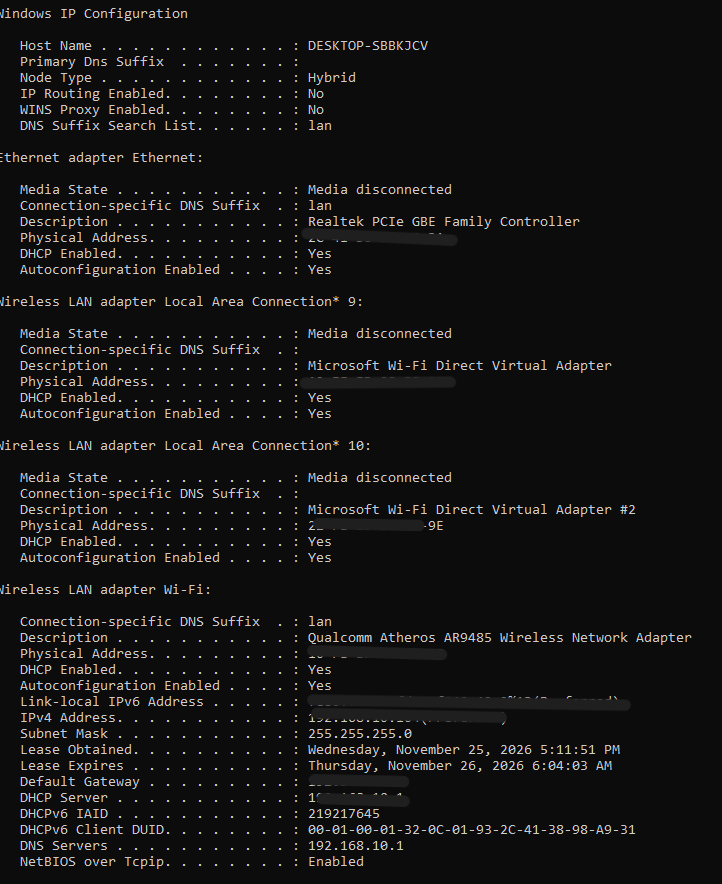 Windows IP Configuration
Host Name . . . . . . . . . . . . : DESKTOP-SBBKJCV
Primary Dns Suffix . . . . . . . :
Node Type . . . . . . . . . . . . : Hybrid
IP Routing Enabled. . . . . . . . : No
WINS Proxy Enabled. . . . . . . . : No
DNS Suffix Search List. . . . . . : lan
Ethernet adapter Ethernet:
Media State . . . . . . . . . . . : Media disconnected
Connection-specific DNS Suffix . : lan
Description . . . . . . . . . . . : Realtek PCIe GBE Family Controller
Physical Address. . . . . . . . . :
DHCP Enabled. . . . . . . . . . . : Yes
Autoconfiguration Enabled . . . . : Yes
Wireless LAN adapter Local Area Connection* 9:
Media State . . . . . . . . . . . : Media disconnected
Connection-specific DNS Suffix . :
Description . . . . . . . . . . . : Microsoft Wi-Fi Direct Virtual Adapter
Physical Address. . . . . . . . . :
DHCP Enabled. . . . . . . . . . . : Yes
Autoconfiguration Enabled . . . . : Yes
Wireless LAN adapter Local Area Connection* 10:
Media State . . . . . . . . . . . : Media disconnected
Connection-specific DNS Suffix . :
Description . . . . . . . . . . . : Microsoft Wi-Fi Direct Virtual Adapter #2
Physical Address. . . . . . . . . : -9E
DHCP Enabled. . . . . . . . . . . : Yes
Autoconfiguration Enabled . . . . : Yes
Wireless LAN adapter Wi-Fi:
Connection-specific DNS Suffix . : lan
Description . . . . . . . . . . . : Qualcomm Atheros AR9485 Wireless Network Adapter
Physical Address. . . . . . . . . :
DHCP Enabled. . . . . . . . . . . : Yes
Autoconfiguration Enabled . . . . : Yes
Link-local IPv6 Address . . . . . :
IPv4 Address. . . . . . . . . . . :
Subnet Mask . . . . . . . . . . . : 255.255.255.0
Lease Obtained. . . . . . . . . . : Wednesday, November 25, 2026 5:11:51 PM
Lease Expires . . . . . . . . . . : Thursday, November 26, 2026 6:04:03 AM
Default Gateway . . . . . . . . . :
DHCP Server . . . . . . . . . . . :
DHCPv6 IAID . . . . . . . . . . . : 219217645
DHCPv6 Client DUID. . . . . . . . : 00-01-00-01-32-0C-01-93-2C-41-38-98-A9-31
DNS Servers . . . . . . . . . . . : 192.168.10.1
NetBIOS over Tcpip. . . . . . . . : Enabled